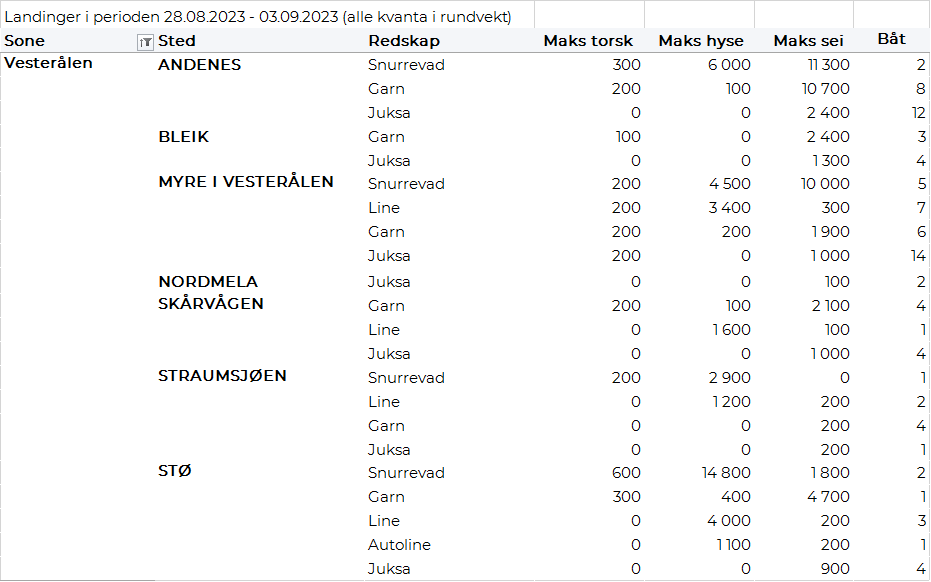 Landinger i perioden 28.08.2023 - 03.09.2023 (alle kvanta i rundvekt)
Sone Sted Redskap Maks torsk Maks hyse Maks sei Båt
Vesterålen ANDENES Snurrevad 300 6 000 11 300 2
Garn 200 100 10 700 8
Juksa 0 0 2 400 12
BLEIK Garn 100 0 2 400 3
Juksa 0 0 1 300 4
MYRE I VESTERÅLEN Snurrevad 200 4 500 10 000 5
Line 200 3 400 300 7
Garn 200 200 1 900 6
Juksa 200 0 1 000 14
NORDMELA Juksa 0 0 100 2
SKÅRVÅGEN Garn 200 100 2 100 4
Line 0 1 600 100 1
Juksa 0 0 1 000 4
STRAUMSJØEN Snurrevad 200 2 900 0 1
Line 0 1 200 200 2
Garn 0 0 200 4
Juksa 0 0 200 1
STØ Snurrevad 600 14 800 1 800 2
Garn 300 400 4 700 1
Line 0 4 000 200 3
Autoline 0 1 100 200 1
Juksa 0 0 900 4